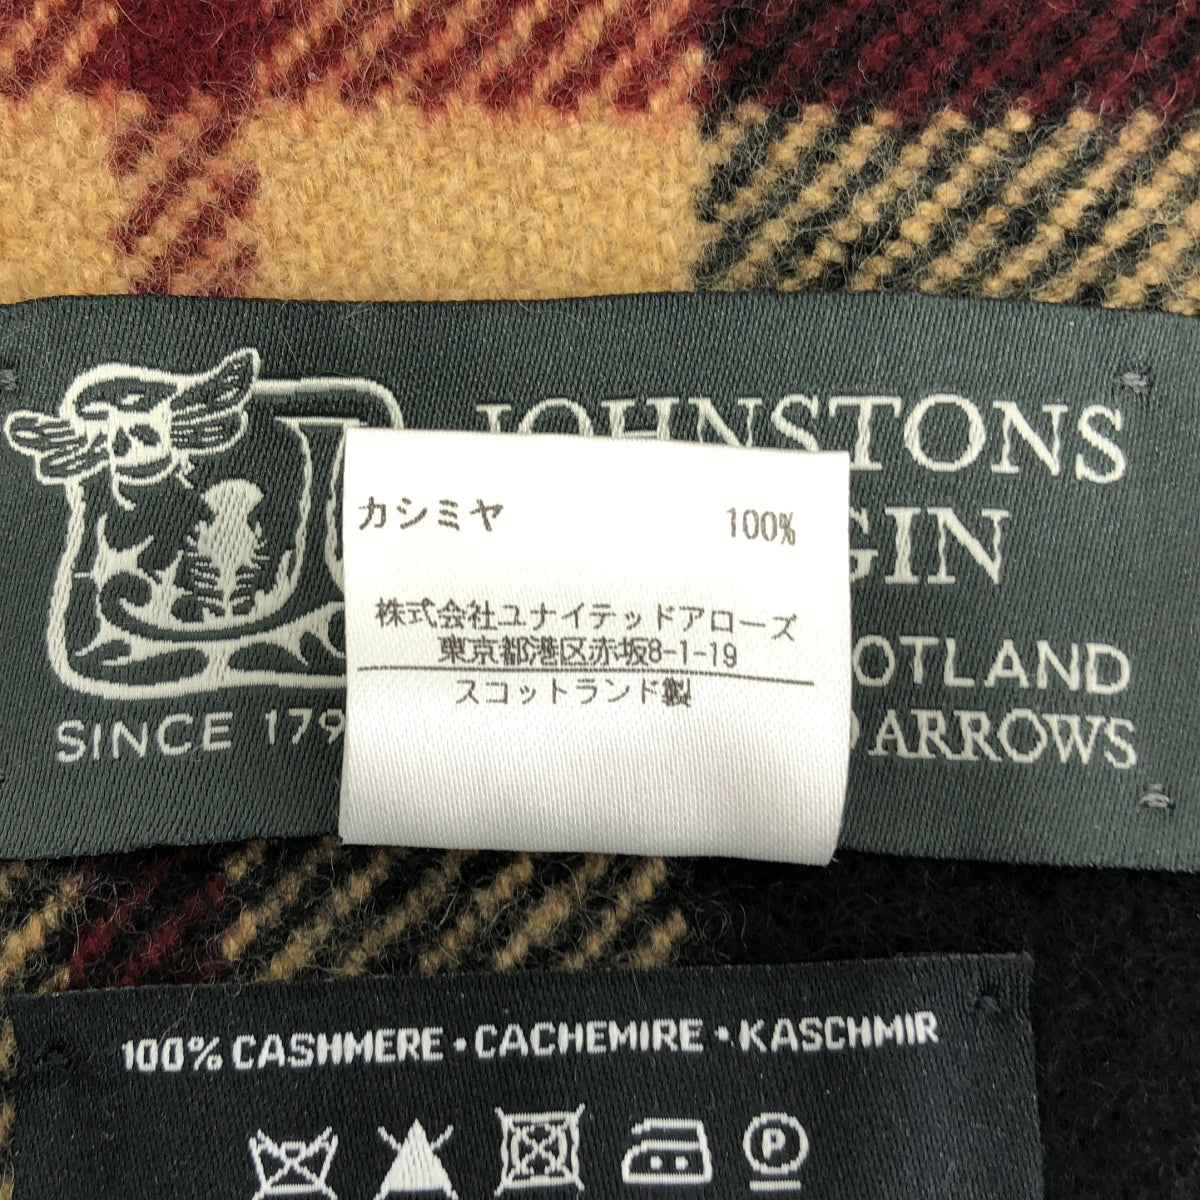 JOHNSTONS
GIN
OTLAND
SINCE 179
ARROWS
カシミヤ 100%
株式会社ユナイテッドアローズ
東京都港区赤坂8-1-19
スコットランド製
100% CASHMERE • CACHEMIRE • KASCHMIR
P